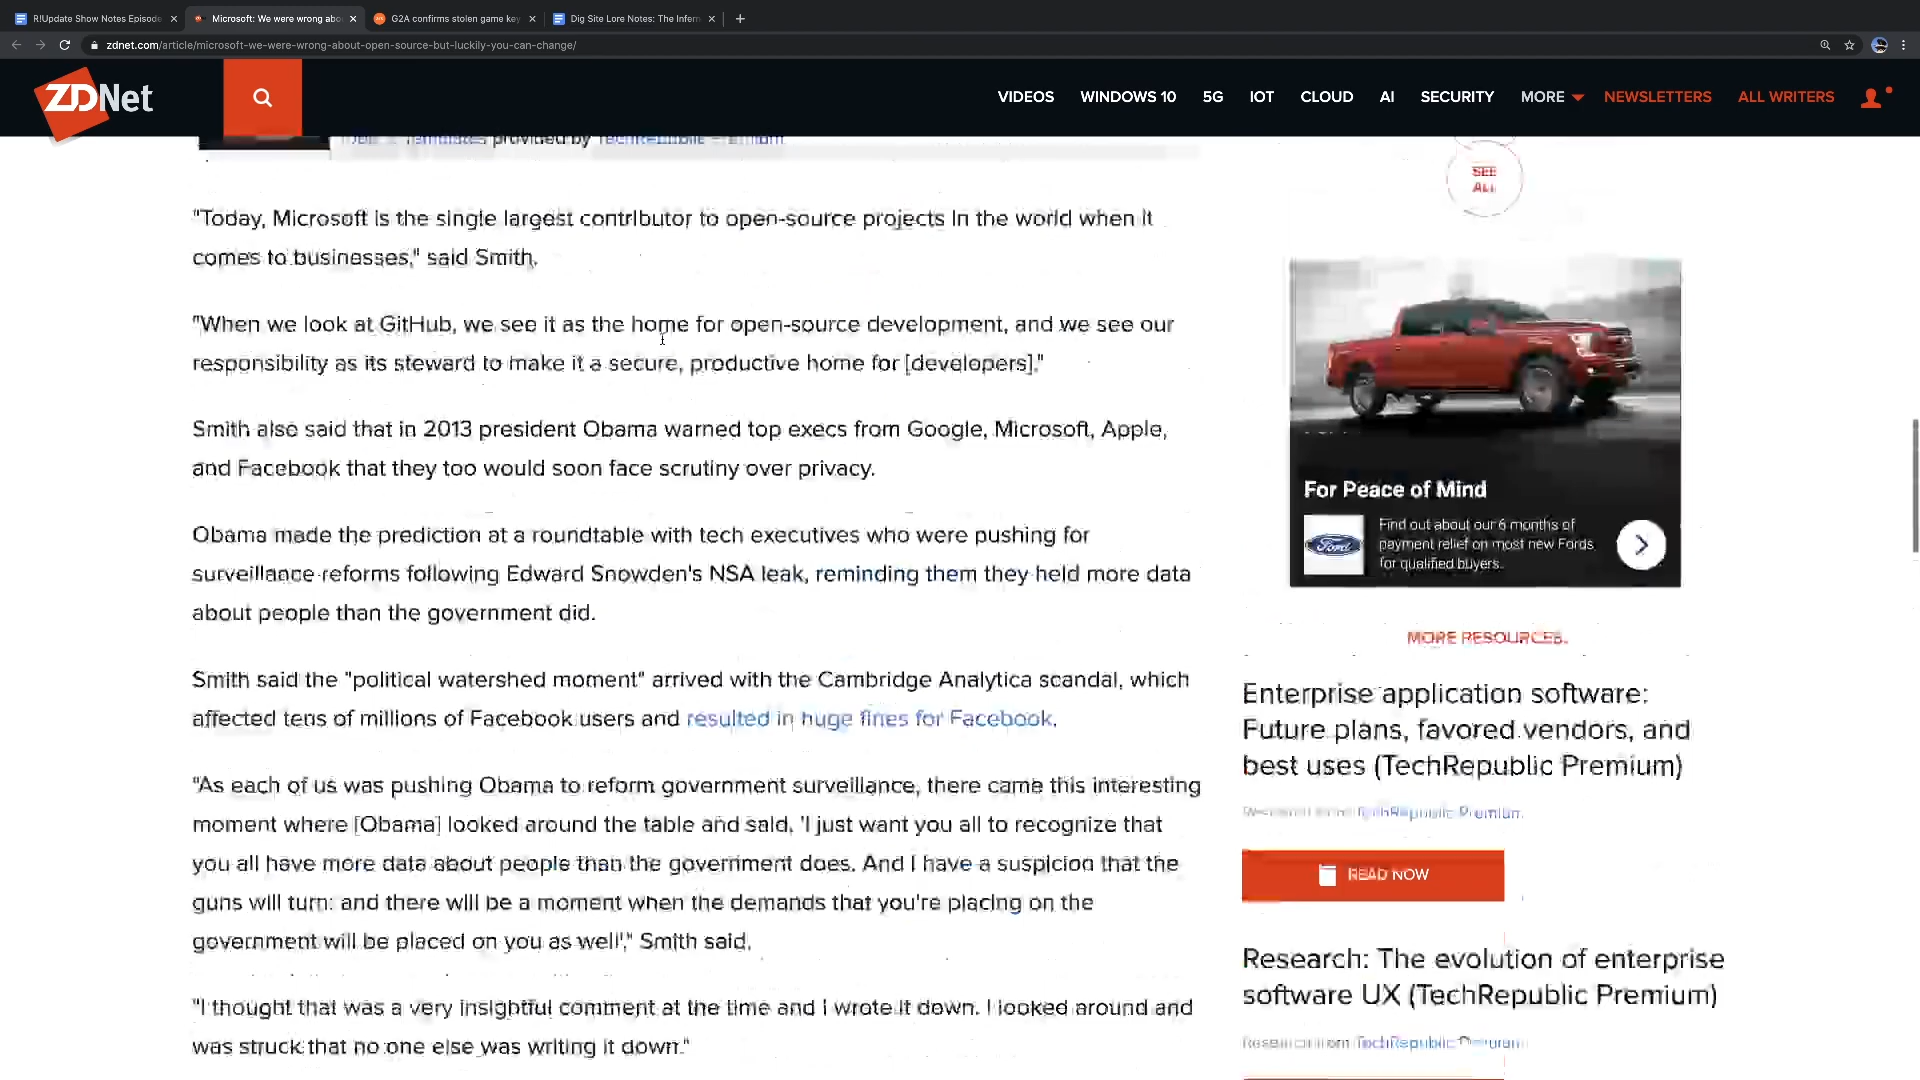 R!Update Show Notes Episode
Microsoft: We were wrong abo
G2A confirms stolen game key
Dig Site Lore Notes: The Infern
zdnet.com/article/microsoft-we-were-wrong-about-open-source-but-luckily-you-can-change/
ZDNet
VIDEOS
WINDOWS 10
5G
IOT
CLOUD
AI
SECURITY
MORE
NEWSLETTERS
ALL WRITERS
provided by TechRepublic Premium
"Today, Microsoft is the single largest contributor to open-source projects in the world when it
comes to businesses," said Smith.
"When we look at GitHub, we see it as the home for open-source development, and we see our
responsibility as its steward to make it a secure, productive home for [developers]."
Smith also said that in 2013 president Obama warned top execs from Google, Microsoft, Apple,
and Facebook that they too would soon face scrutiny over privacy.
Obama made the prediction at a roundtable with tech executives who were pushing for
surveillance reforms following Edward Snowden's NSA leak, reminding them they held more data
about people than the government did.
Smith said the "political watershed moment" arrived with the Cambridge Analytica scandal, which
affected tens of millions of Facebook users and resulted in huge fines for Facebook.
"As each of us was pushing Obama to reform government surveillance, there came this interesting
moment where [Obama] looked around the table and said, 'I just want you all to recognize that
you all have more data about people than the government does. And I have a suspicion that the
guns will turn: and there will be a moment when the demands that you're placing on the
government will be placed on you as well'," Smith said.
"I thought that was a very insightful comment at the time and I wrote it down. I looked around and
was struck that no one else was writing it down."
SEE
ALL
For Peace of Mind
Ford
Find out about our 6 months of
payment relief on most new Fords
for qualified buyers.
MORE RESOURCES
Enterprise application software:
Future plans, favored vendors, and
best uses (TechRepublic Premium)
Research from TechRepublic Premium
READ NOW
Research: The evolution of enterprise
software UX (TechRepublic Premium)
Research from TechRepublic Premium